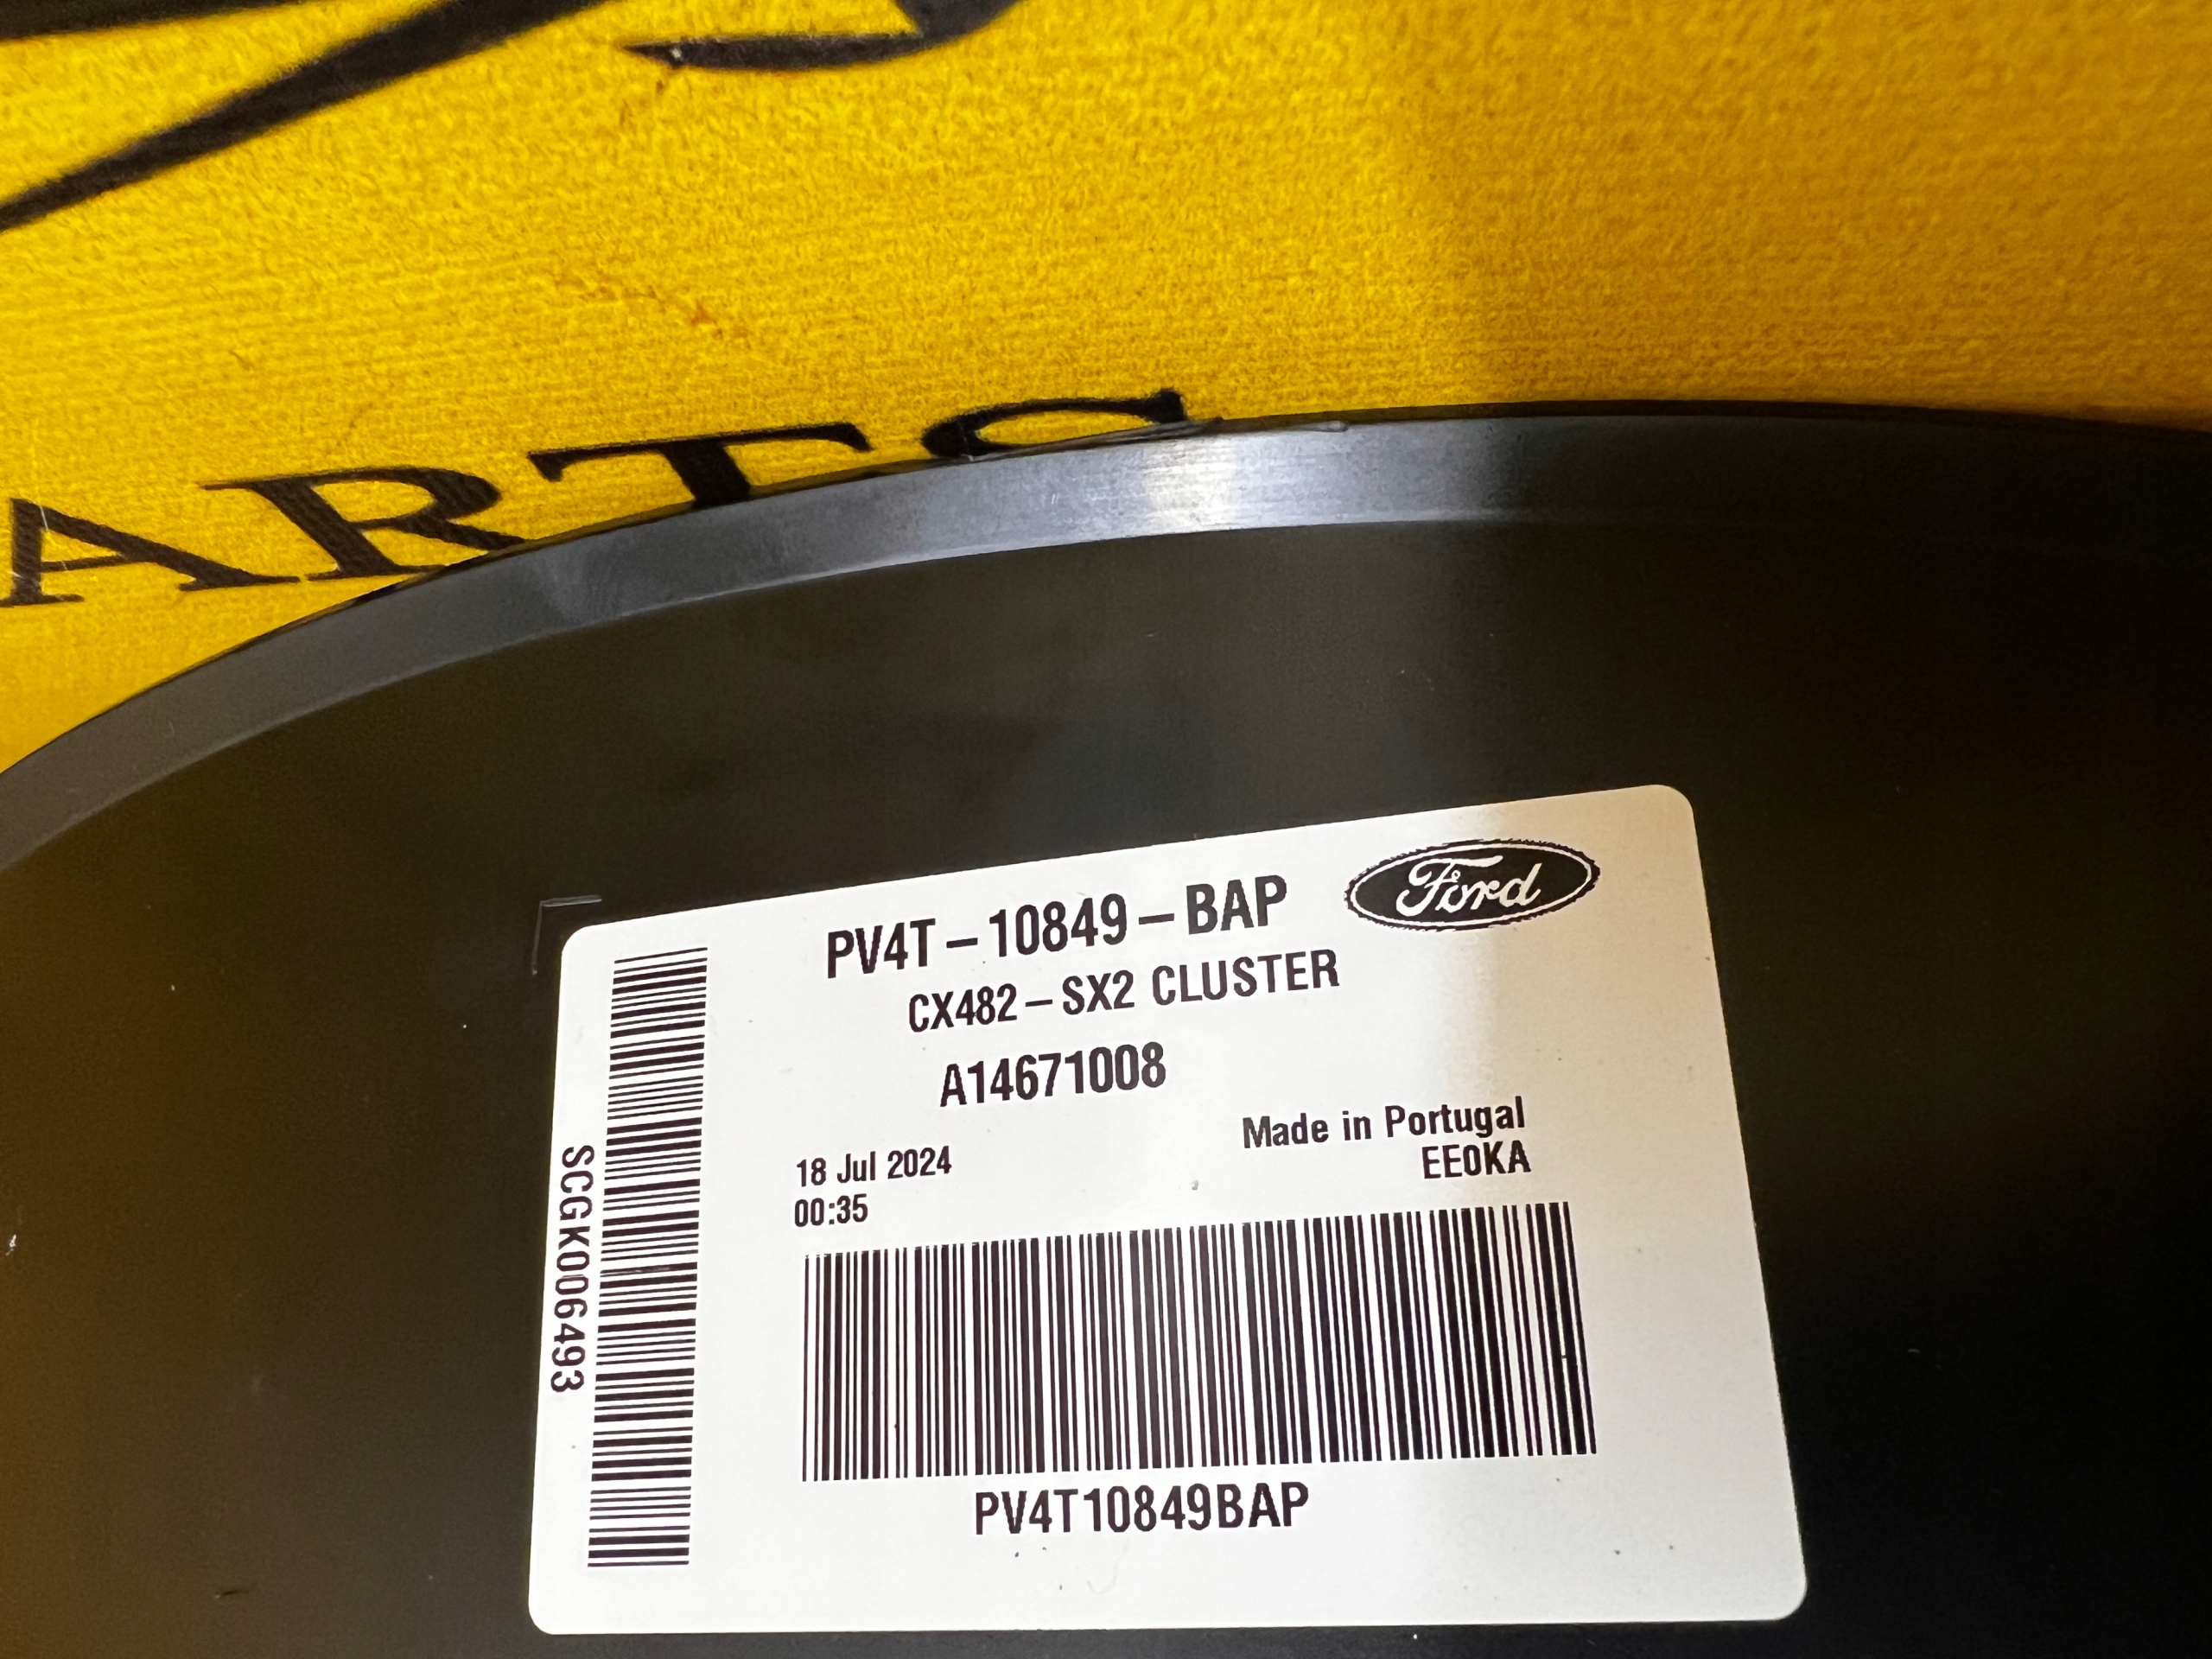 ARTS
Ford
PV4T-10849-BAP
CX482-SX2 CLUSTER
A14671008
Made in Portugal
EE0KA
18 Jul 2024
00:35
SCGK006493
PV4T10849BAP